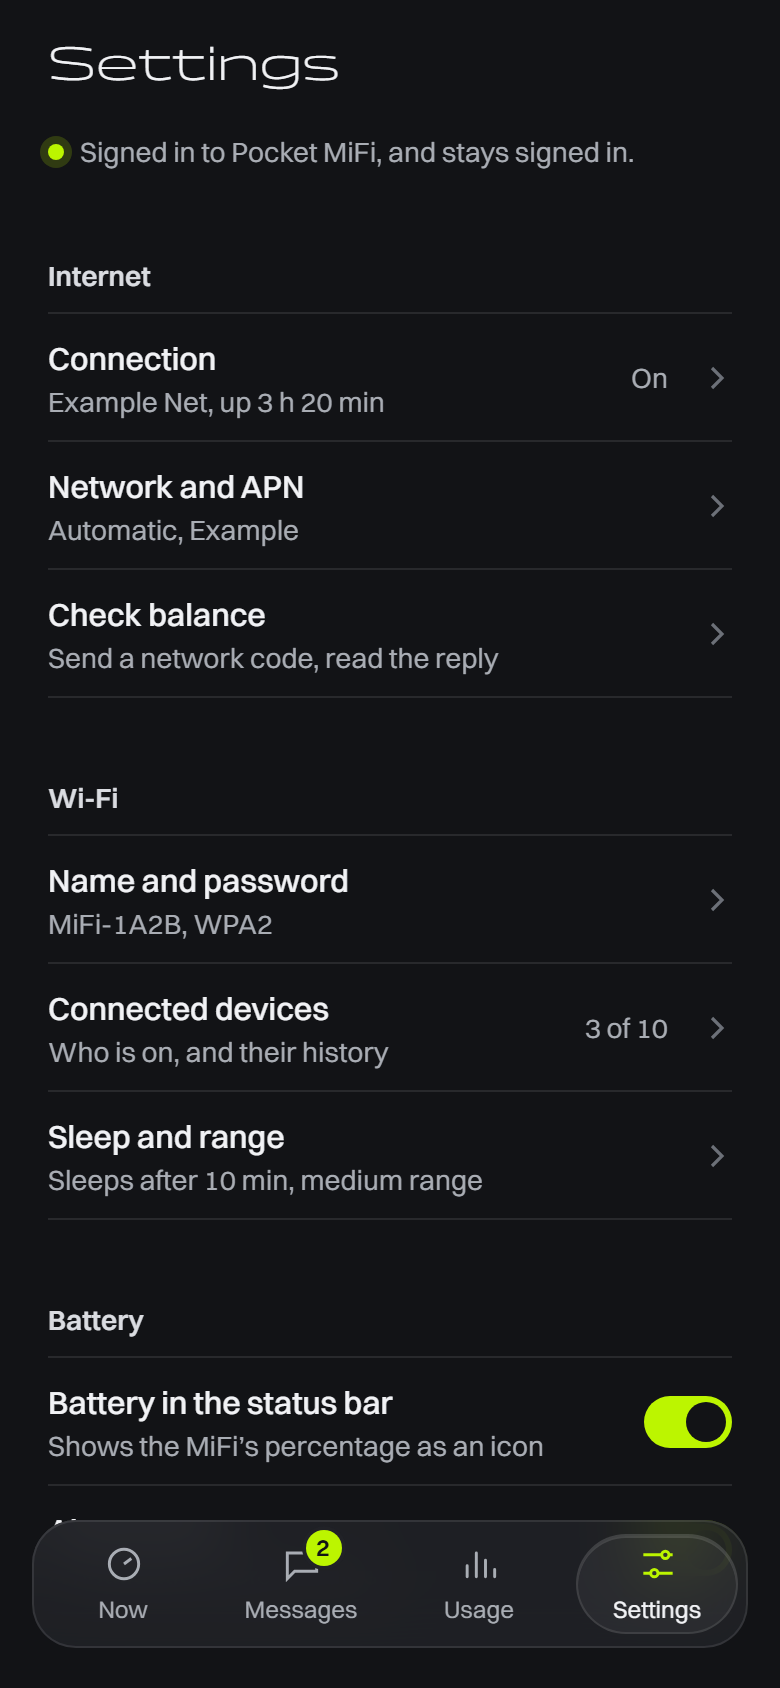 Settings
Signed in to Pocket MiFi, and stays signed in.
Internet
Connection
On
Example Net, up 3 h 20 min
Network and APN
Automatic, Example
Check balance
Send a network code, read the reply
Wi-Fi
Name and password
MiFi-1A2B, WPA2
Connected devices
3 of 10
Who is on, and their history
Sleep and range
Sleeps after 10 min, medium range
Battery
Battery in the status bar
Shows the MiFi’s percentage as an icon
2
Now
Messages
Usage
Settings